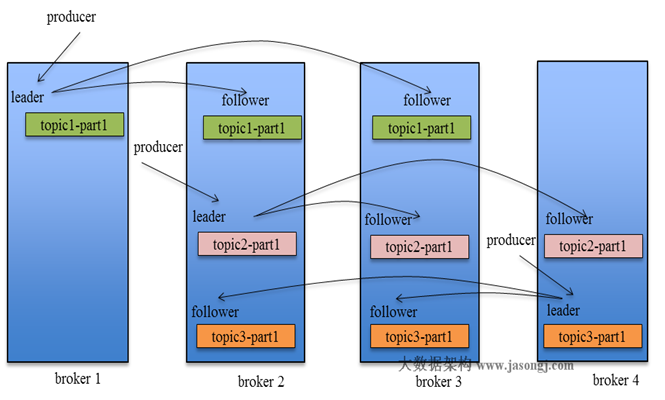 producer
leader
follower
follower
topic1-part1
topic1-part1
topic1-part1
producer
leader
follower
follower
topic2-part1
topic2-part1
topic2-part1
producer
follower
follower
leader
topic3-part1
topic3-part1
topic3-part1
大数据架构 www.jasongj.com
broker 1
broker 2
broker 3
broker 4